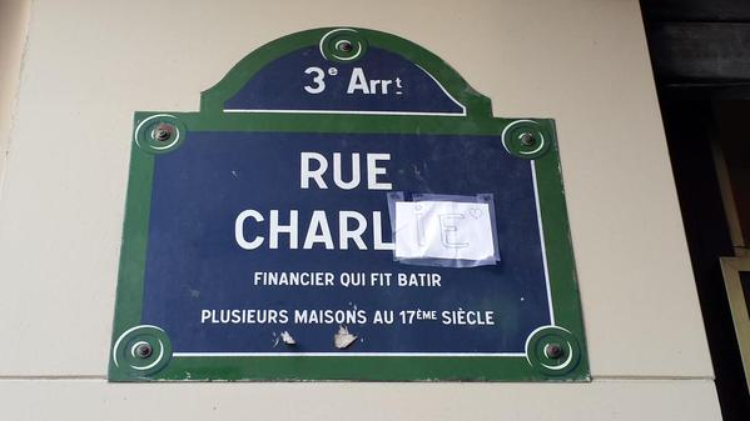 3e Arrt
RUE
CHARLiE
FINANCIER QUI FIT BATIR
PLUSIEURS MAISONS AU 17ÈME SIÈCLE